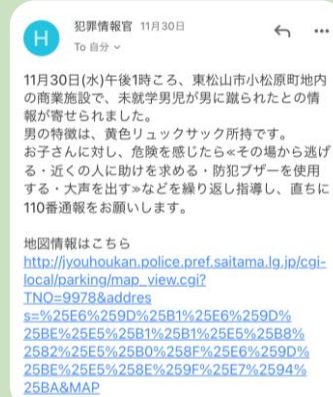 H
犯罪情報官 11月30日
To 自分
11月30日(水)午後1時ころ、東松山市小松原町地内
の商業施設で、未就学男児が男に蹴られたとの情
報が寄せられました。
男の特徴は、黄色リュックサック所持です。
お子さんに対し、危険を感じたら≪その場から逃げ
る・近くの人に助けを求める・防犯ブザーを使用
する・大声を出す≫などを繰り返し指導し、直ちに
110番通報をお願いします。
地図情報はこちら
http://jyouhoukan.police.pref.saitama.lg.jp/cgi-
local/parking/map_view.cgi?
TNO=9978&addres
s=%25E6%259D%25B1%25E6%259D%
25BE%25E5%25B1%25B1%25E5%25B8%
2582%25E5%25B0%258F%25E6%259D%
25BE%25E5%258E%259F%25E7%2594%
25BA&MAP